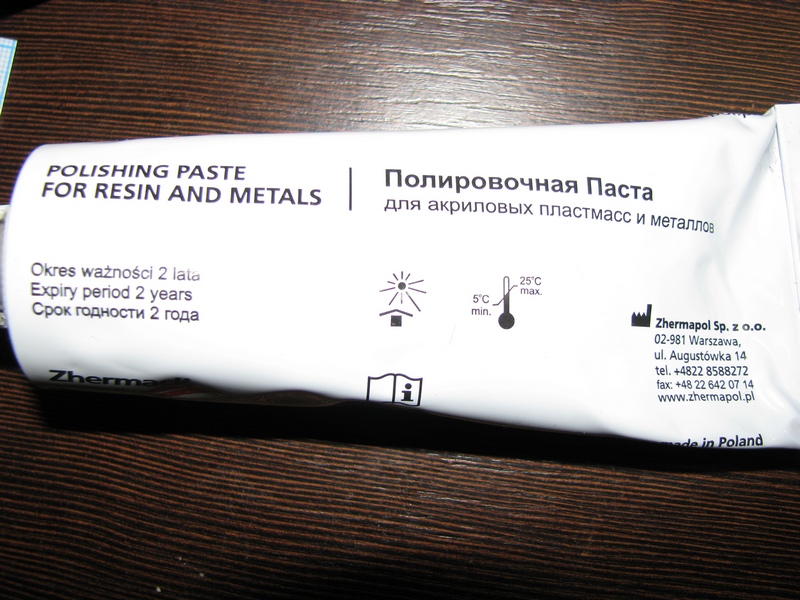 POLISHING PASTE
FOR RESIN AND METALS
Полировочная Паста
для акриловых пластмасс и металлов
Okres ważności 2 lata
Expiry period 2 years
Срок годности 2 года
5°C
min.
25°C
max.
i
Zhermapol Sp. z o.o.
02-981 Warszawa,
ul. Augustówka 14
tel. +4822 8588272
fax: +48 22 642 07 14
www.zhermapol.pl
made in Poland